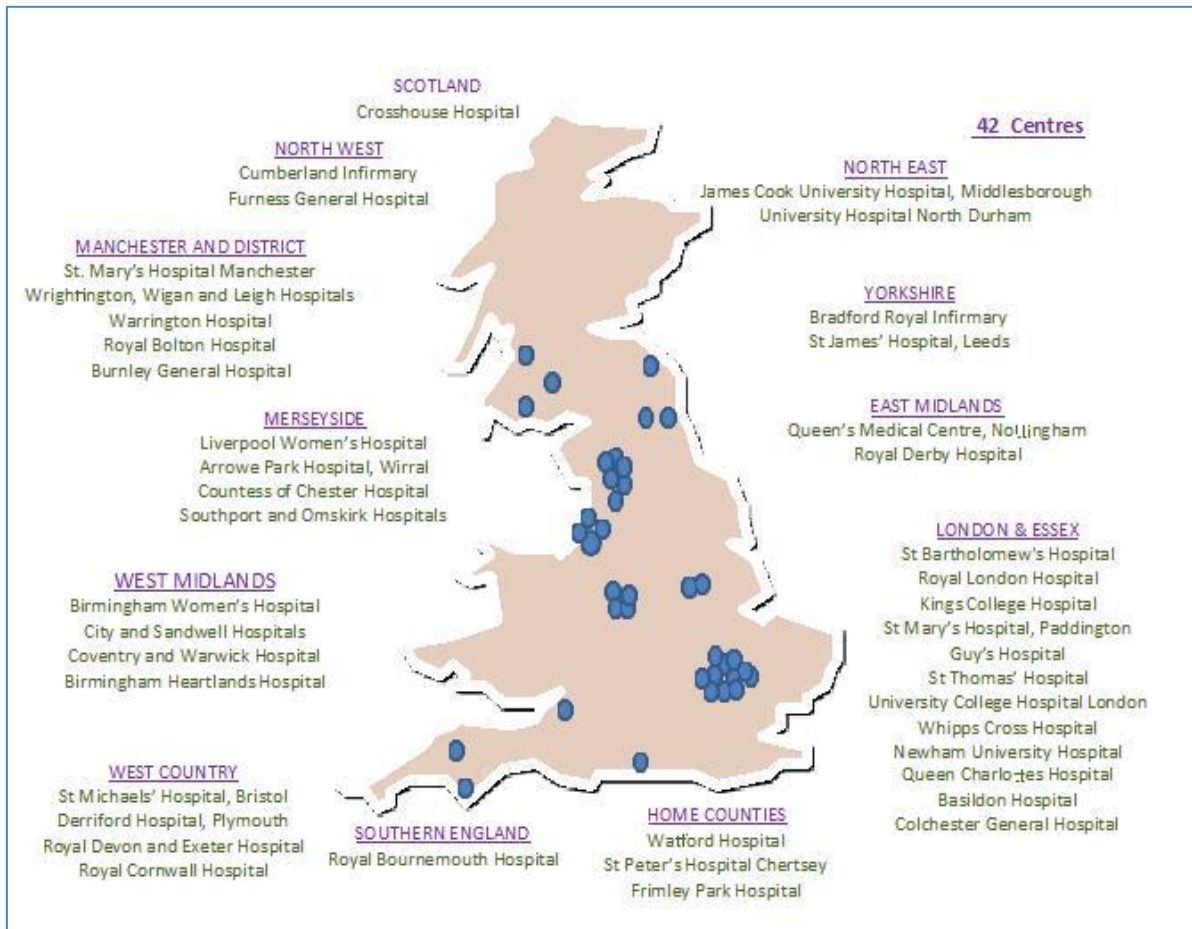 SCOTLAND
Crosshouse Hospital
42 Centres
NORTH WEST
Cumberland Infirmary
Furness General Hospital
NORTH EAST
James Cook University Hospital, Middlesborough
University Hospital North Durham
MANCHESTER AND DISTRICT
St. Mary's Hospital Manchester
Wrightington, Wigan and Leigh Hospitals
Warrington Hospital
Royal Bolton Hospital
Burnley General Hospital
YORKSHIRE
Bradford Royal Infirmary
St James' Hospital, Leeds
MERSEYSIDE
Liverpool Women's Hospital
Arrowe Park Hospital, Wirral
Countess of Chester Hospital
Southport and Omskirk Hospitals
EAST MIDLANDS
Queen's Medical Centre, Nottingham
Royal Derby Hospital
WEST MIDLANDS
Birmingham Women's Hospital
City and Sandwell Hospitals
Coventry and Warwick Hospital
Birmingham Heartlands Hospital
LONDON & ESSEX
St Bartholomew's Hospital
Royal London Hospital
Kings College Hospital
St Mary's Hospital, Paddington
Guy's Hospital
St Thomas' Hospital
University College Hospital London
Whipps Cross Hospital
Newham University Hospital
Queen Charlottes Hospital
Basildon Hospital
Colchester General Hospital
WEST COUNTRY
St Michaels' Hospital, Bristol
Derriford Hospital, Plymouth
Royal Devon and Exeter Hospital
Royal Cornwall Hospital
SOUTHERN ENGLAND
Royal Bournemouth Hospital
HOME COUNTIES
Watford Hospital
St Peter's Hospital Chertsey
Frimley Park Hospital